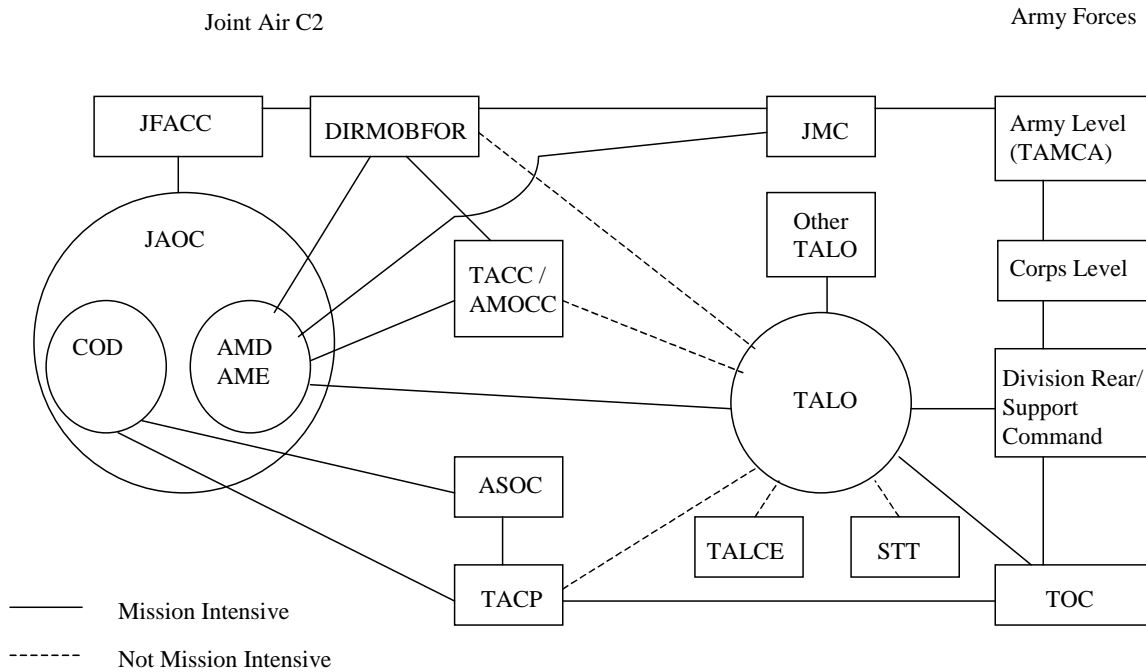 Joint Air C2
Army Forces
JFACC
DIRMOBFOR
JMC
Army Level
(TAMCA)
JAOC
Other
TALO
TACC /
AMOCC
Corps Level
COD
AMD
AME
TALO
Division Rear/
Support
Command
ASOC
TALCE
STT
TACP
TOC
Mission Intensive
Not Mission Intensive